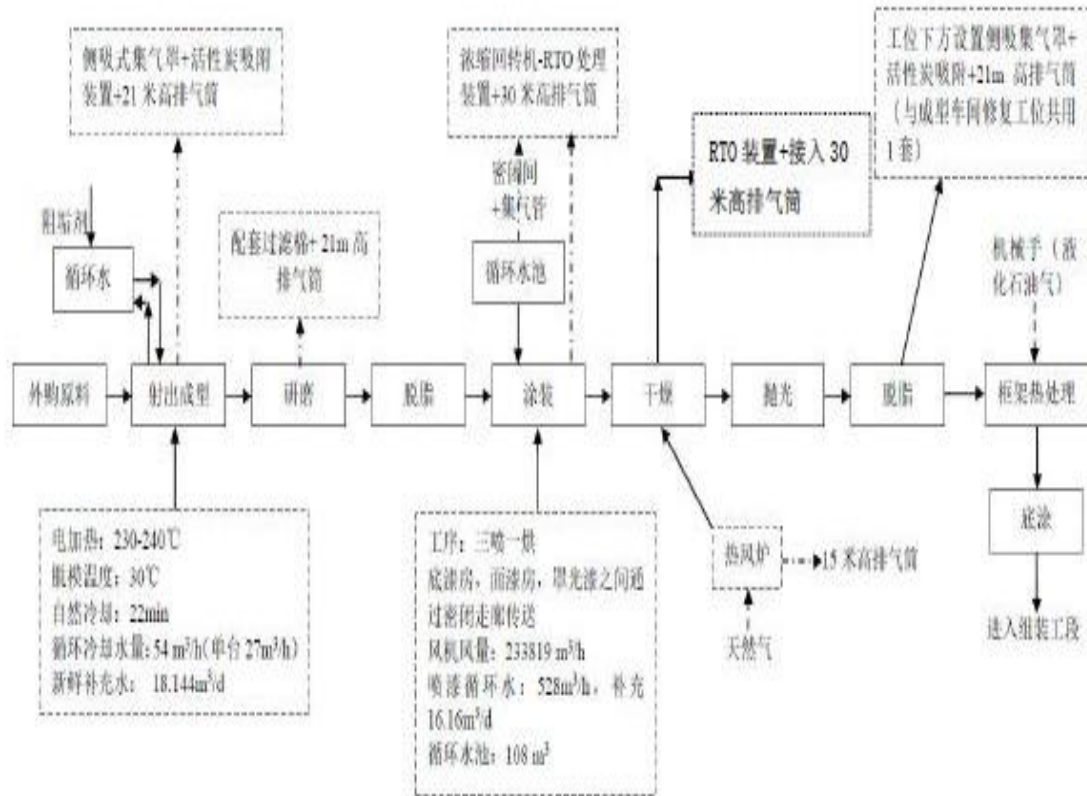 侧吸式集气罩+活性炭吸附
装置+21米高排气筒
浓缩回转机-RTO处理
装置+30米高排气筒
工位下方设置侧吸集气罩+
活性炭吸附+21m 高排气筒
(与成型车间修复工位共用
1套)
RTO 装置+接入 30
米高排气筒
密闭间
+集气管
阻垢剂
循环水
配套过滤棉+ 21m 高
排气筒
循环水池
机械手(液
化石油气)
外购原料
射出成型
研磨
脱脂
涂装
干燥
抛光
脱脂
框架热处理
电加热:230-240℃
脱模温度:30℃
自然冷却:22min
循环冷却水量:54 m³/h(单台 27m³/h)
新鲜补充水: 18.144m³/d
工序:三喷一烘
底漆房,面漆房,罩光漆之间通
过密闭走廊传送
风机风量:233819 m³/h
喷漆循环水:528m³/h,补充
16.16m³/d
循环水池:108 m³
热风炉
15 米高排气筒
天然气
底涂
进入组装工段